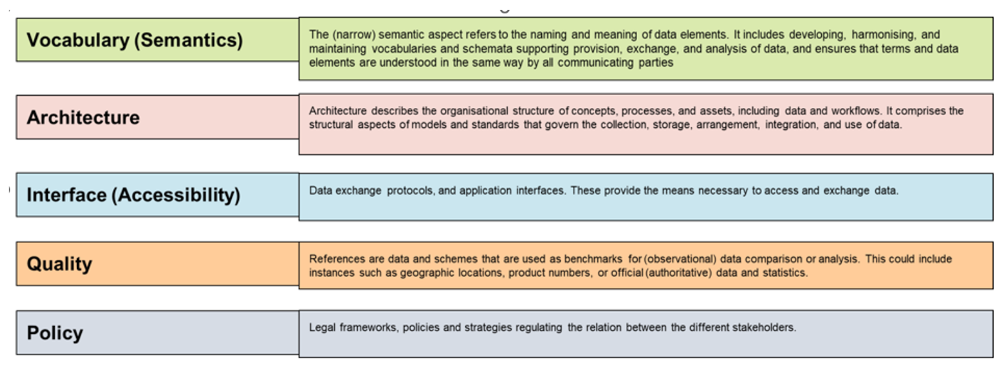 Vocabulary (Semantics)
The (narrow) semantic aspect refers to the naming and meaning of data elements. It includes developing, harmonising, and
maintaining vocabularies and schemata supporting provision, exchange, and analysis of data, and ensures that terms and data
elements are understood in the same way by all communicating parties
Architecture
Architecture describes the organisational structure of concepts, processes, and assets, including data and workflows. It comprises the
structural aspects of models and standards that govern the collection, storage, arrangement, integration, and use of data.
Interface (Accessibility)
Data exchange protocols, and application interfaces. These provide the means necessary to access and exchange data.
Quality
References are data and schemes that are used as benchmarks for (observational) data comparison or analysis. This could include
instances such as geographic locations, product numbers, or official (authoritative) data and statistics.
Policy
Legal frameworks, policies and strategies regulating the relation between the different stakeholders.